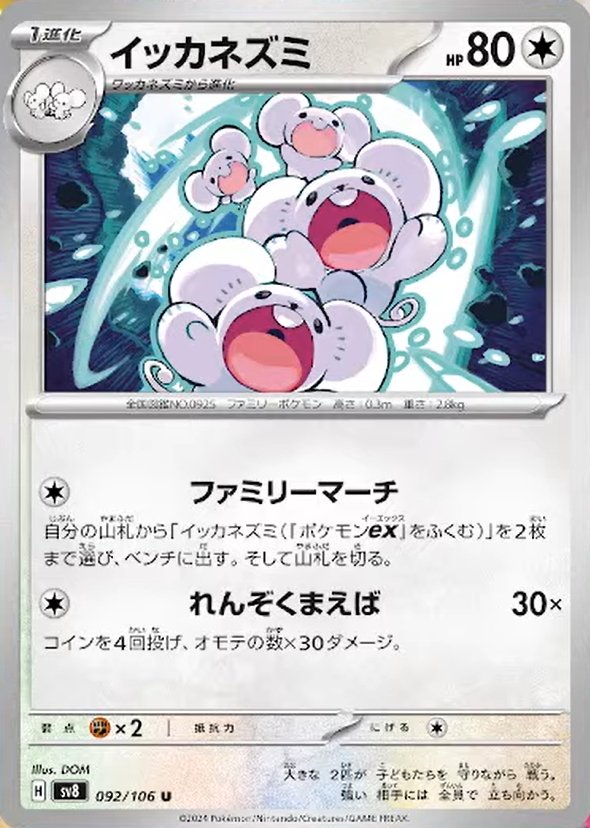 1進化
イッカネズミ
HP 80
ワッカネズミから進化
全国図鑑NO.0925 ファミリーポケモン 高さ：0.3m 重さ：2.8kg
ファミリーマーチ
自分の山札から「イッカネズミ(「ポケモンex」をふくむ)」を2枚
まで選び、ベンチに出す。そして山札を切る。
れんぞくまえば 30×
コインを4回投げ、オモテの数×30ダメージ。
弱点 ×2 抵抗力 にげる
Illus. DOM
大きな 2匹が 子どもたちを 守りながら 戦う。
強い 相手には 全員で 立ち向かう。
H sv8 092/106 U
©2024 Pokémon/Nintendo/Creatures/GAME FREAK.